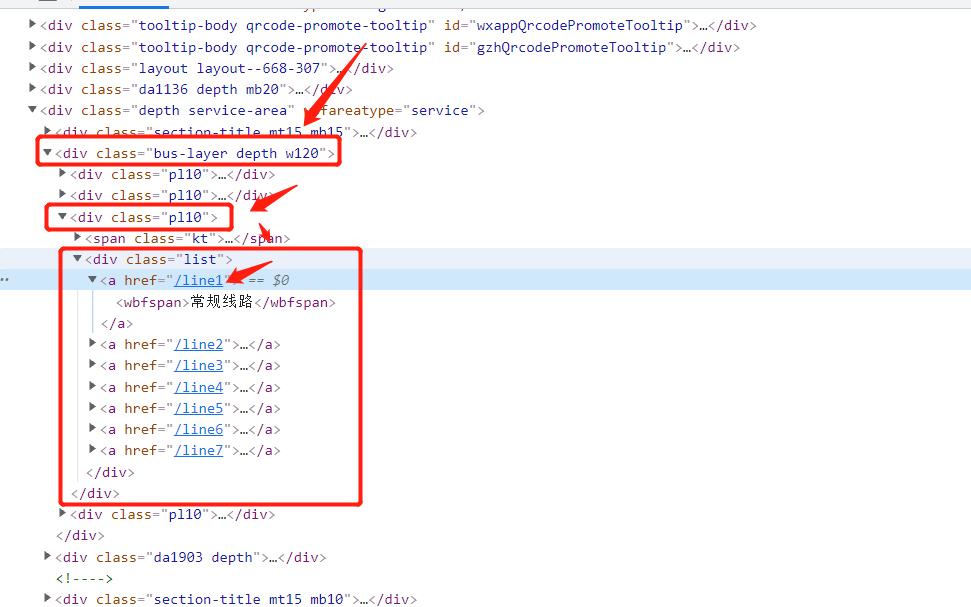 <div class="tooltip-body qrcode-promote-tooltip" id="wxappQrcodePromoteTooltip">…</div>
<div class="tooltip-body qrcode-promote-tooltip" id="gzhQrcodePromoteTooltip">…</div>
<div class="layout layout--668-307">…</div>
<div class="da1136 depth mb20">…</div>
<div class="depth service-area" fareatype="service">
<div class="section-title mt15 mb15">…</div>
<div class="bus-layer depth w120">
<div class="pl10">…</div>
<div class="pl10">…</div>
<div class="pl10">
<span class="kt">…</span>
<div class="list">
<a href="/line1" == $0
<wbfspan>常规线路</wbfspan>
</a>
<a href="/line2">…</a>
<a href="/line3">…</a>
<a href="/line4">…</a>
<a href="/line5">…</a>
<a href="/line6">…</a>
<a href="/line7">…</a>
</div>
</div>
<div class="pl10">…</div>
</div>
<div class="da1903 depth">…</div>
<!---->
<div class="section-title mt15 mb10">…</div>